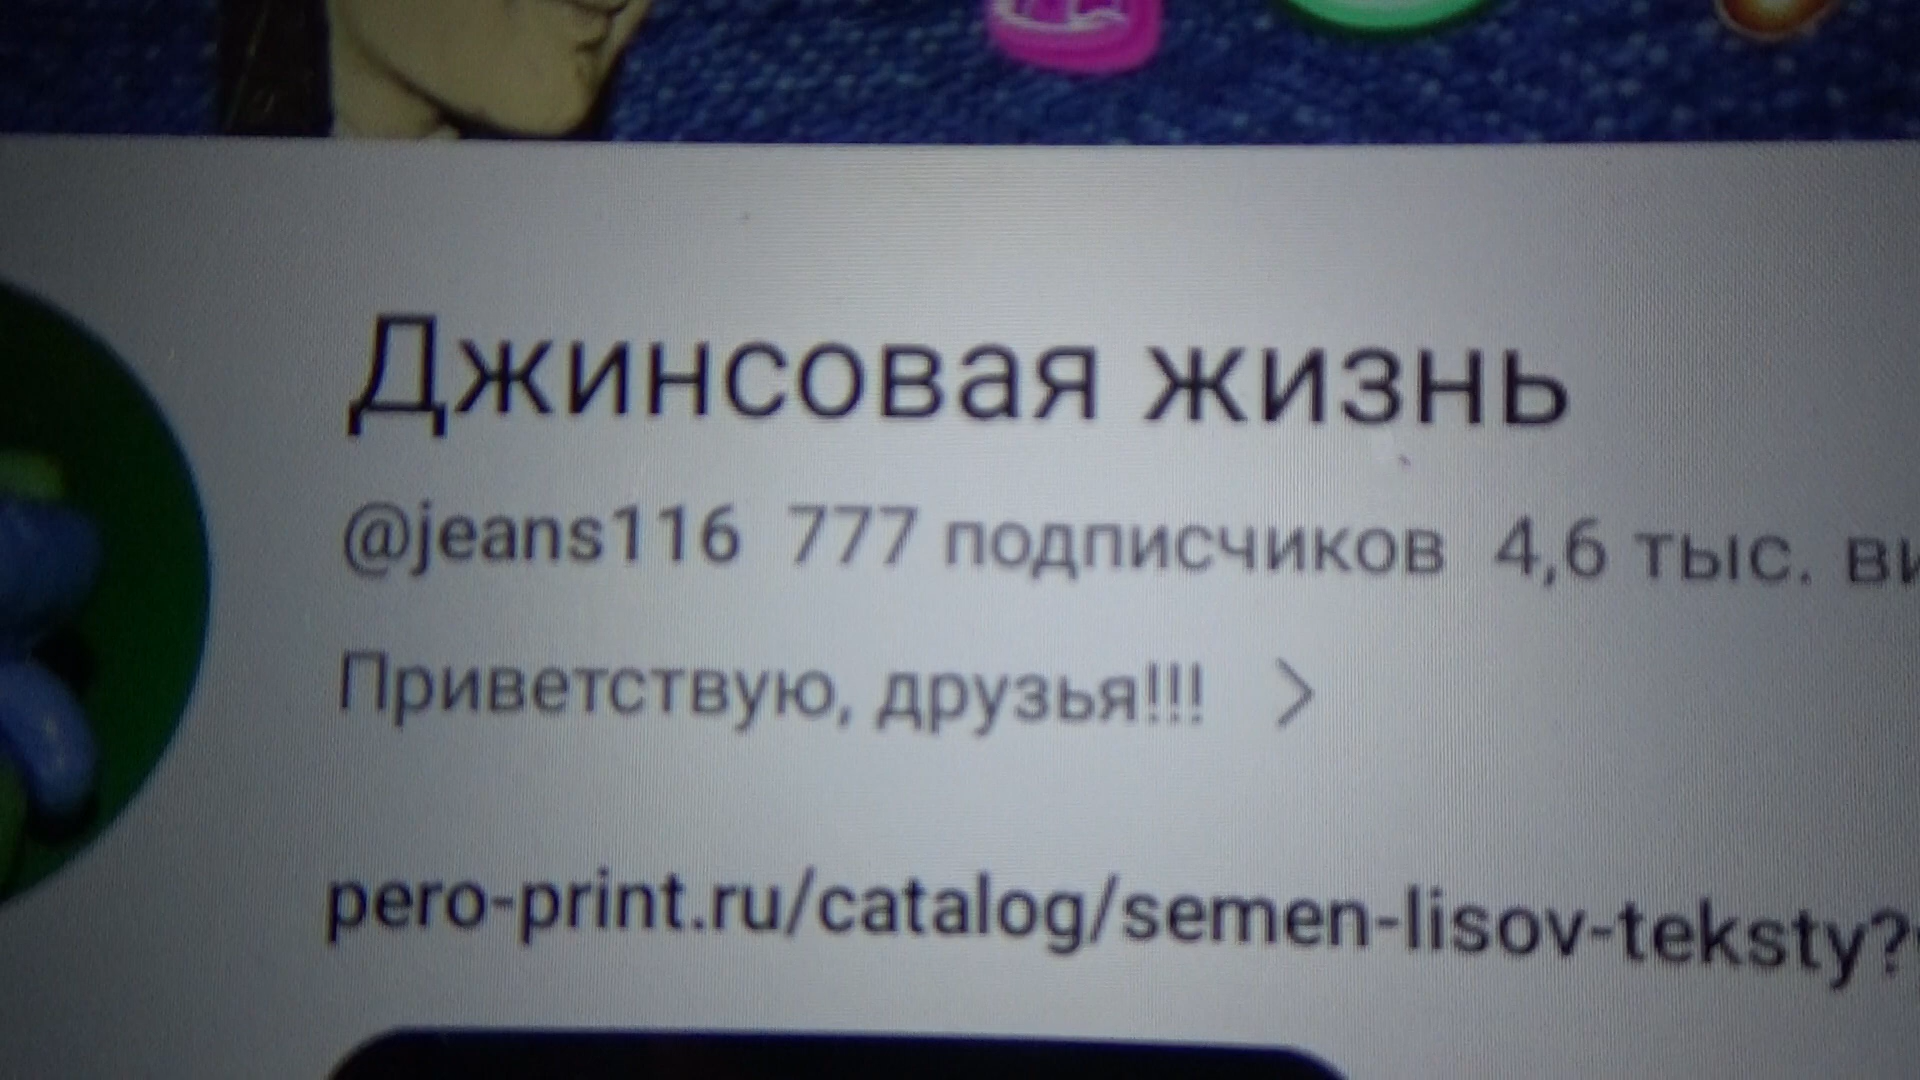 Джинсовая жизнь
@jeans116 777 подписчиков 4,6 тыс.
Приветствую, друзья!!!
pero-print.ru/catalog/semen-lisov-teksty?